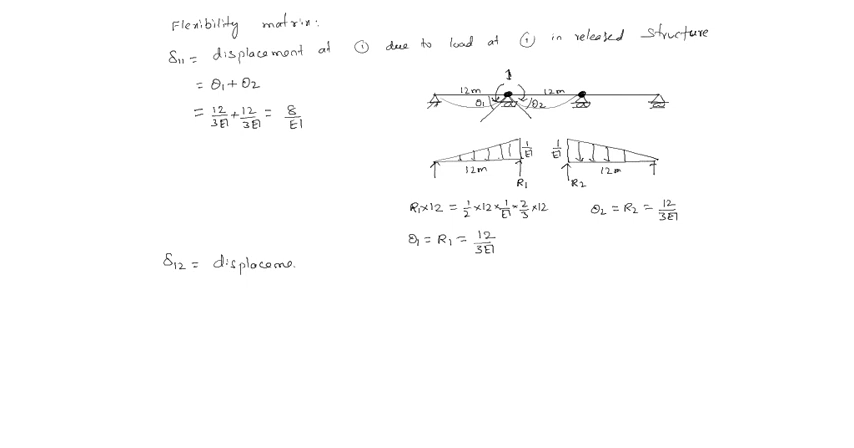 Flexibility matrix:
δ₁₁ = displacement at ① due to load at ① in released structure
= θ₁ + θ₂
= 12/3EI + 12/3EI = 8/EI
1
12m 12m
θ₁ θ₂
1/EI 1/EI
12m 12m
R₁ R₂
R₁×12 = 1/2 × 12 × 1/EI × 2/3 × 12 θ₂ = R₂ = 12/3EI
θ₁ = R₁ = 12/3EI
δ₁₂ = displaceme.